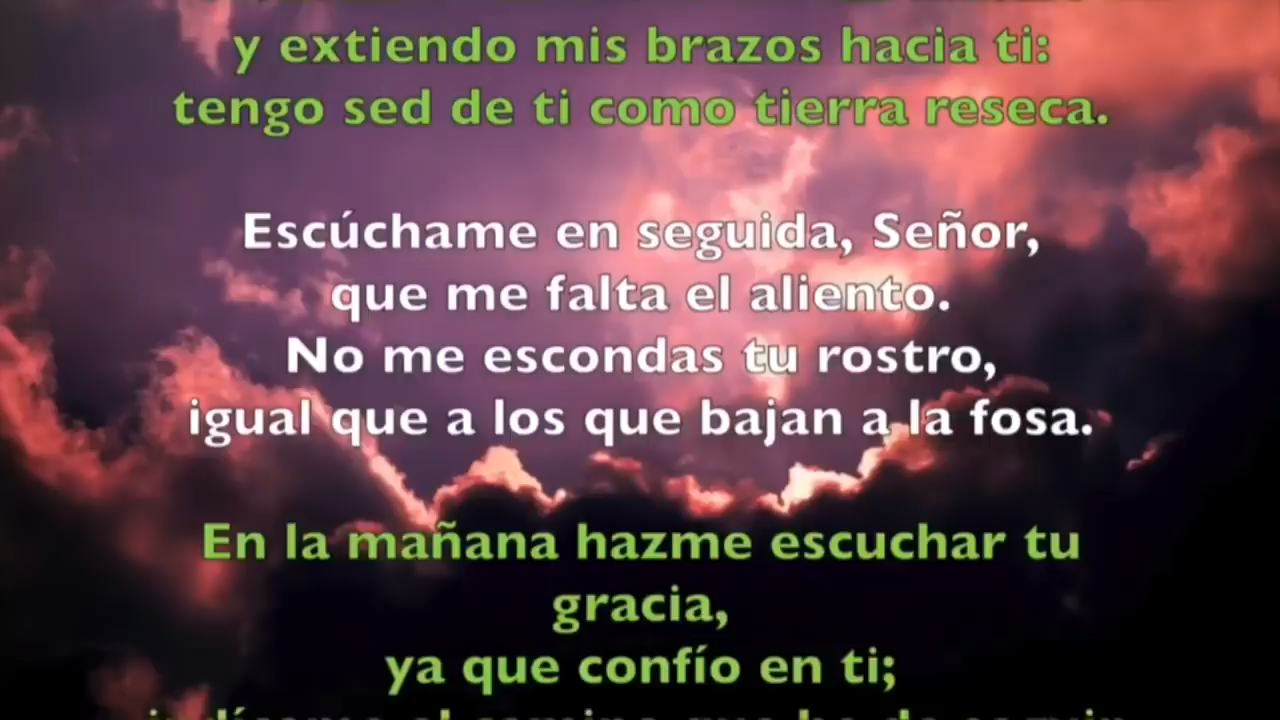 y extiendo mis brazos hacia ti:
tengo sed de ti como tierra reseca.
Escúchame en seguida, Señor,
que me falta el aliento.
No me escondas tu rostro,
igual que a los que bajan a la fosa.
En la mañana hazme escuchar tu
gracia,
ya que confío en ti;